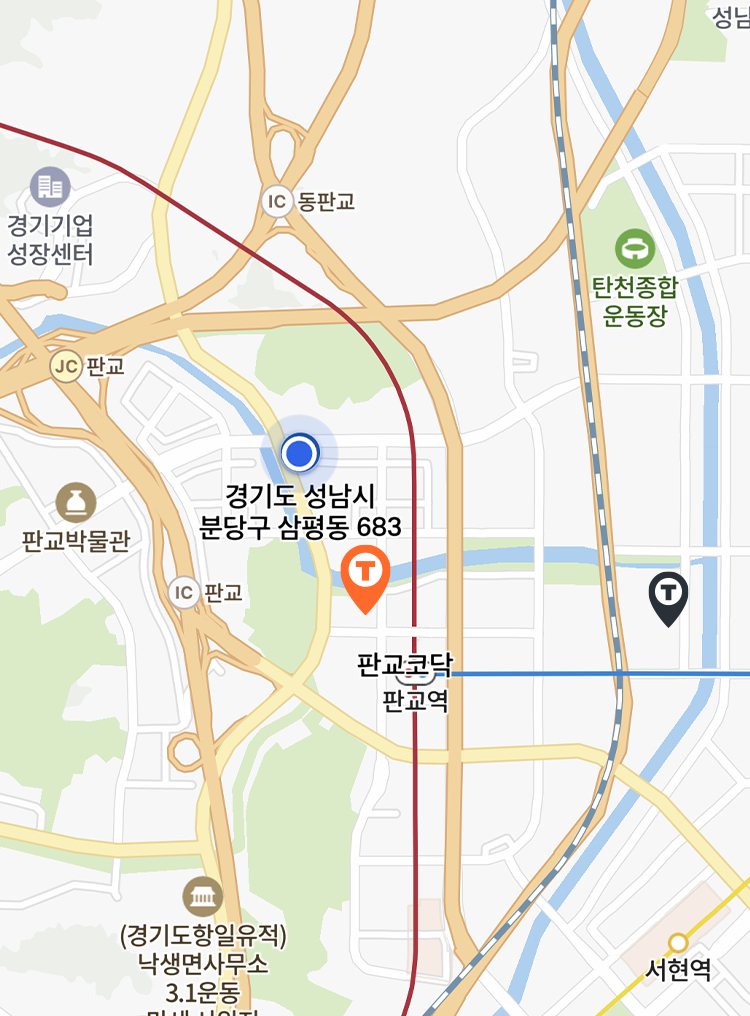 성남
IC 동판교
경기기업
성장센터
탄천종합
운동장
JC 판교
경기도 성남시
분당구 삼평동 683
판교박물관
T
IC 판교
T
판교코닥
판교역
(경기도항일유적)
낙생면사무소
3.1운동
서현역